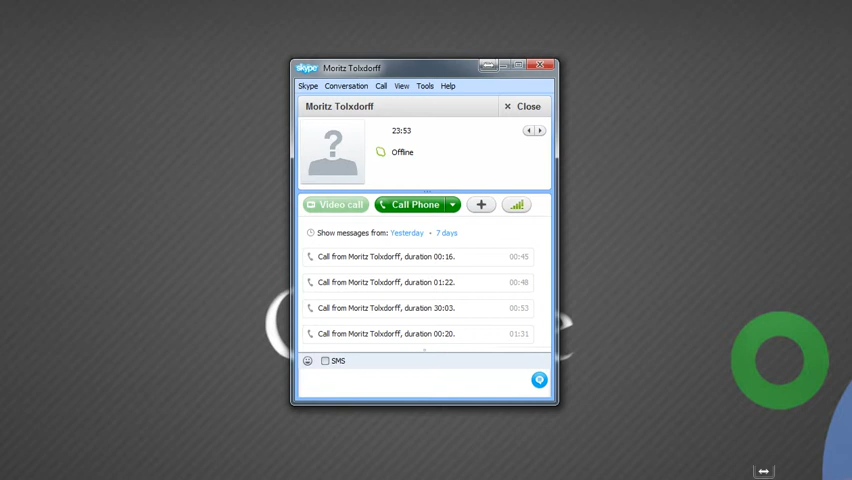 skype Moritz Tolxdorff
Skype Conversation Call View Tools Help
Moritz Tolxdorff
× Close
23:53
Offline
Video call
Call Phone
Show messages from: Yesterday • 7 days
Call from Moritz Tolxdorff, duration 00:16. 00:45
Call from Moritz Tolxdorff, duration 01:22. 00:48
Call from Moritz Tolxdorff, duration 30:03. 00:53
Call from Moritz Tolxdorff, duration 00:20. 01:31
SMS